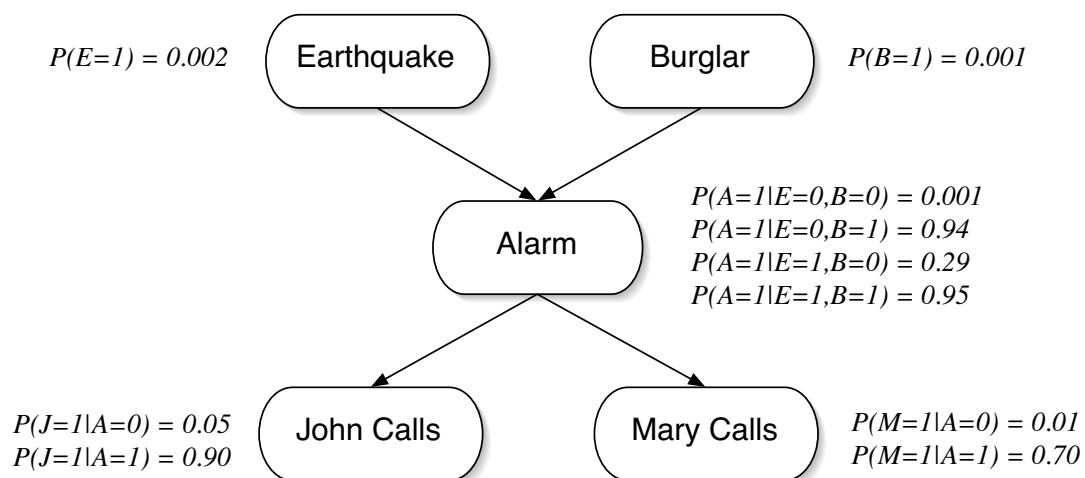 P(E=1) = 0.002
Earthquake
Burglar
P(B=1) = 0.001
Alarm
P(A=1|E=0,B=0) = 0.001
P(A=1|E=0,B=1) = 0.94
P(A=1|E=1,B=0) = 0.29
P(A=1|E=1,B=1) = 0.95
P(J=1|A=0) = 0.05
P(J=1|A=1) = 0.90
John Calls
Mary Calls
P(M=1|A=0) = 0.01
P(M=1|A=1) = 0.70